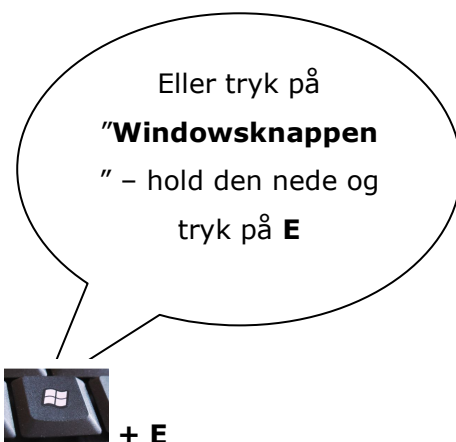 Eller tryk på
”Windowsknappen
” – hold den nede og
tryk på E
+ E